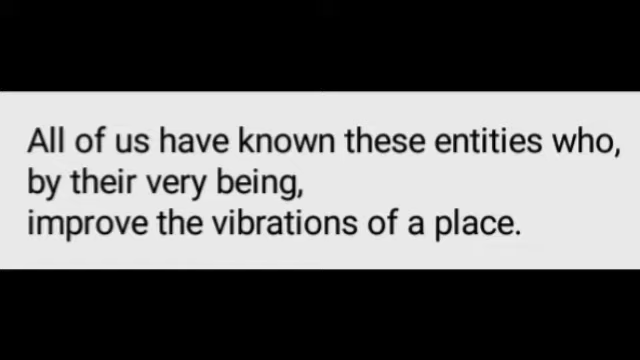 All of us have known these entities who,
by their very being,
improve the vibrations of a place.